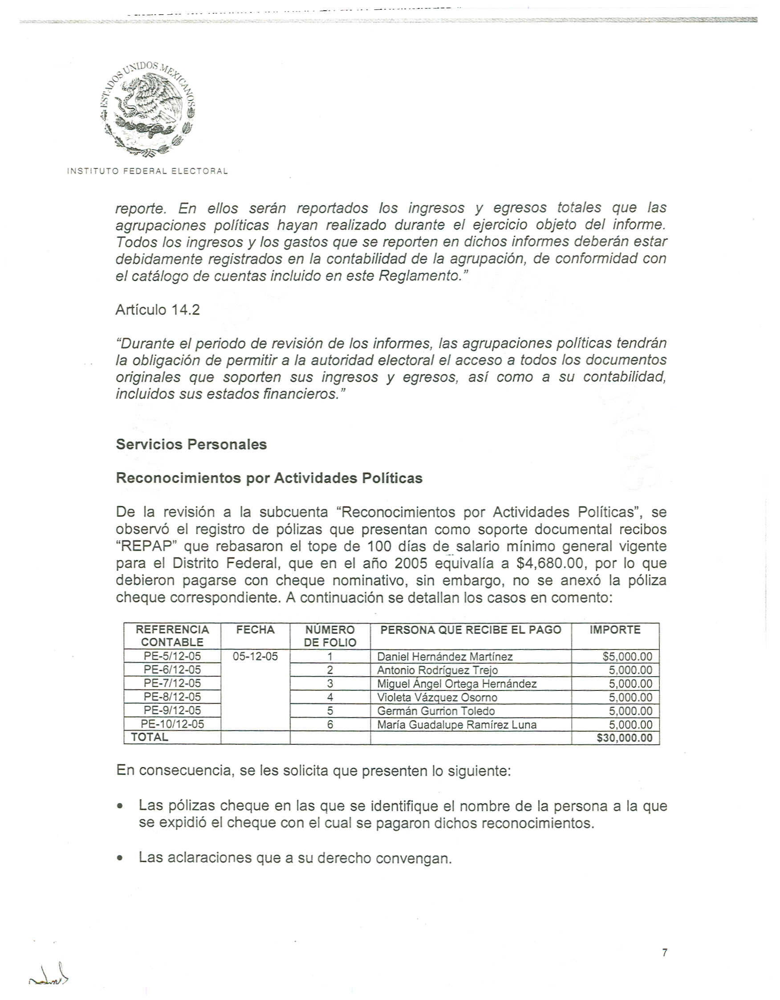 ESTADOS UNIDOS MEXICANOS
INSTITUTO FEDERAL ELECTORAL
reporte. En ellos serán reportados los ingresos y egresos totales que las
agrupaciones políticas hayan realizado durante el ejercicio objeto del informe.
Todos los ingresos y los gastos que se reporten en dichos informes deberán estar
debidamente registrados en la contabilidad de la agrupación, de conformidad con
el catálogo de cuentas incluido en este Reglamento.”
Artículo 14.2
“Durante el periodo de revisión de los informes, las agrupaciones políticas tendrán
la obligación de permitir a la autoridad electoral el acceso a todos los documentos
originales que soporten sus ingresos y egresos, así como a su contabilidad,
incluidos sus estados financieros.”
Servicios Personales
Reconocimientos por Actividades Políticas
De la revisión a la subcuenta “Reconocimientos por Actividades Políticas”, se
observó el registro de pólizas que presentan como soporte documental recibos
“REPAP” que rebasaron el tope de 100 días de salario mínimo general vigente
para el Distrito Federal, que en el año 2005 equivalía a $4,680.00, por lo que
debieron pagarse con cheque nominativo, sin embargo, no se anexó la póliza
cheque correspondiente. A continuación se detallan los casos en comento:
REFERENCIA CONTABLE FECHA NÚMERO DE FOLIO PERSONA QUE RECIBE EL PAGO IMPORTE
PE-5/12-05 05-12-05 1 Daniel Hernández Martínez $5,000.00
PE-6/12-05 2 Antonio Rodríguez Trejo 5,000.00
PE-7/12-05 3 Miguel Ángel Ortega Hernández 5,000.00
PE-8/12-05 4 Violeta Vázquez Osorno 5,000.00
PE-9/12-05 5 Germán Gurrion Toledo 5,000.00
PE-10/12-05 6 María Guadalupe Ramírez Luna 5,000.00
TOTAL $30,000.00
En consecuencia, se les solicita que presenten lo siguiente:
• Las pólizas cheque en las que se identifique el nombre de la persona a la que
se expidió el cheque con el cual se pagaron dichos reconocimientos.
• Las aclaraciones que a su derecho convengan.
7